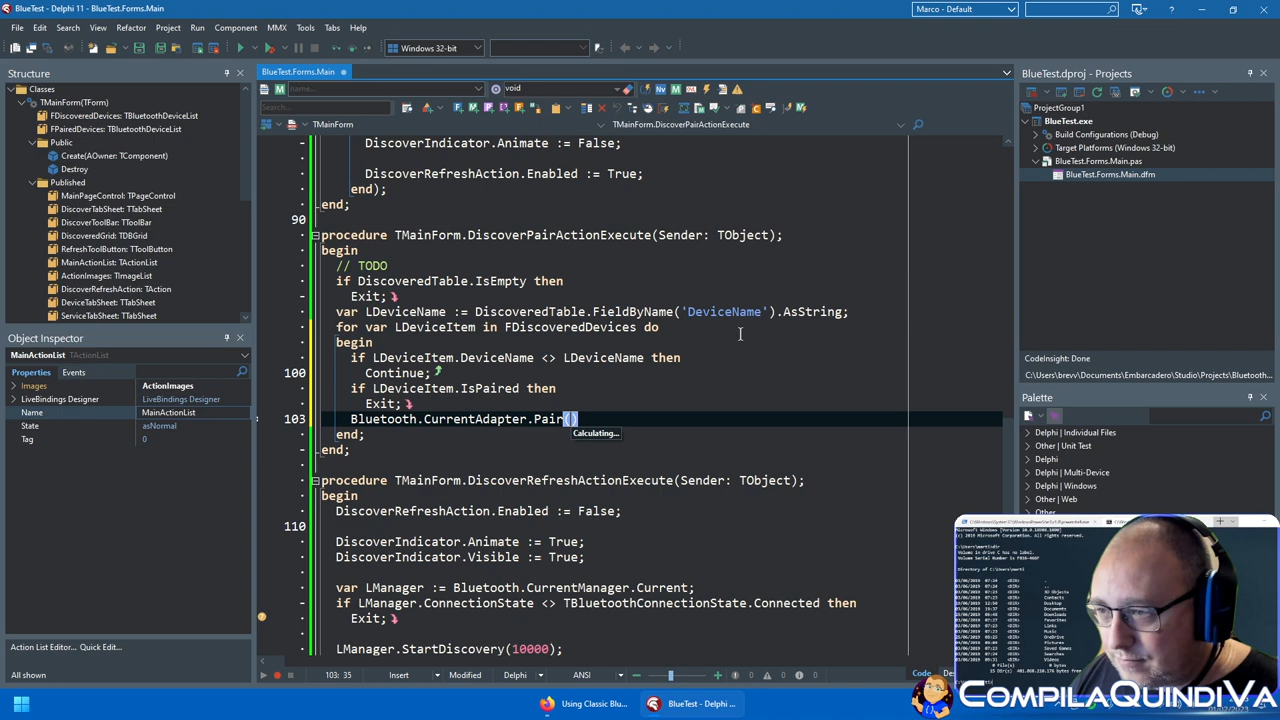 BlueTest - Delphi 11 - BlueTest.Forms.Main
Marco - Default
File Edit Search View Refactor Project Run Component MMX Tools Tabs Help
Windows 32-bit
Structure
Classes
TMainForm(TForm)
FDiscoveredDevices: TBluetoothDeviceList
FPairedDevices: TBluetoothDeviceList
Public
Create(AOwner: TComponent)
Destroy
Published
MainPageControl: TPageControl
DiscoverTabSheet: TTabSheet
DiscoverToolBar: TToolBar
DiscoveredGrid: TDBGrid
RefreshToolButton: TToolButton
MainActionList: TActionList
ActionImages: TImageList
DiscoverRefreshAction: TAction
DeviceTabSheet: TTabSheet
ServiceTabSheet: TTabSheet
Object Inspector
MainActionList TActionList
Properties Events
Images ActionImages
LiveBindings Designer LiveBindings Designer
Name MainActionList
State asNormal
Tag 0
Action List Editor... Quick Edit...
All shown
BlueTest.Forms.Main
name... void
Search...
TMainForm TMainForm.DiscoverPairActionExecute
DiscoverIndicator.Animate := False;
DiscoverRefreshAction.Enabled := True;
end);
end;
90
procedure TMainForm.DiscoverPairActionExecute(Sender: TObject);
begin
// TODO
if DiscoveredTable.IsEmpty then
Exit;
var LDeviceName := DiscoveredTable.FieldByName('DeviceName').AsString;
for var LDeviceItem in FDiscoveredDevices do
begin
if LDeviceItem.DeviceName <> LDeviceName then
100 Continue;
if LDeviceItem.IsPaired then
Exit;
103 Bluetooth.CurrentAdapter.Pair()
Calculating...
end;
end;
procedure TMainForm.DiscoverRefreshActionExecute(Sender: TObject);
begin
DiscoverRefreshAction.Enabled := False;
110
DiscoverIndicator.Animate := True;
DiscoverIndicator.Visible := True;
var LManager := TBluetoothManager.Current;
if LManager.ConnectionState <> TBluetoothConnectionState.Connected then
Exit;
103: 36 Insert Modified Delphi
Code
BlueTest.dproj - Projects
ProjectGroup1
BlueTest.exe
Build Configurations (Debug)
Target Platforms (Windows 32-bit)
BlueTest.Forms.Main.pas
BlueTest.Forms.Main.dfm
CodeInsight: Done
C:\Users\brevv\Documents\Embarcadero\Studio\Projects\Bluetooth...
Palette
Delphi | Individual Files
Other | Unit Test
Delphi
Delphi | Multi-Device
Delphi | Windows
Other | Web
Using Classic Blu...
BlueTest - Delphi ...
COMPILAQUINDIVA